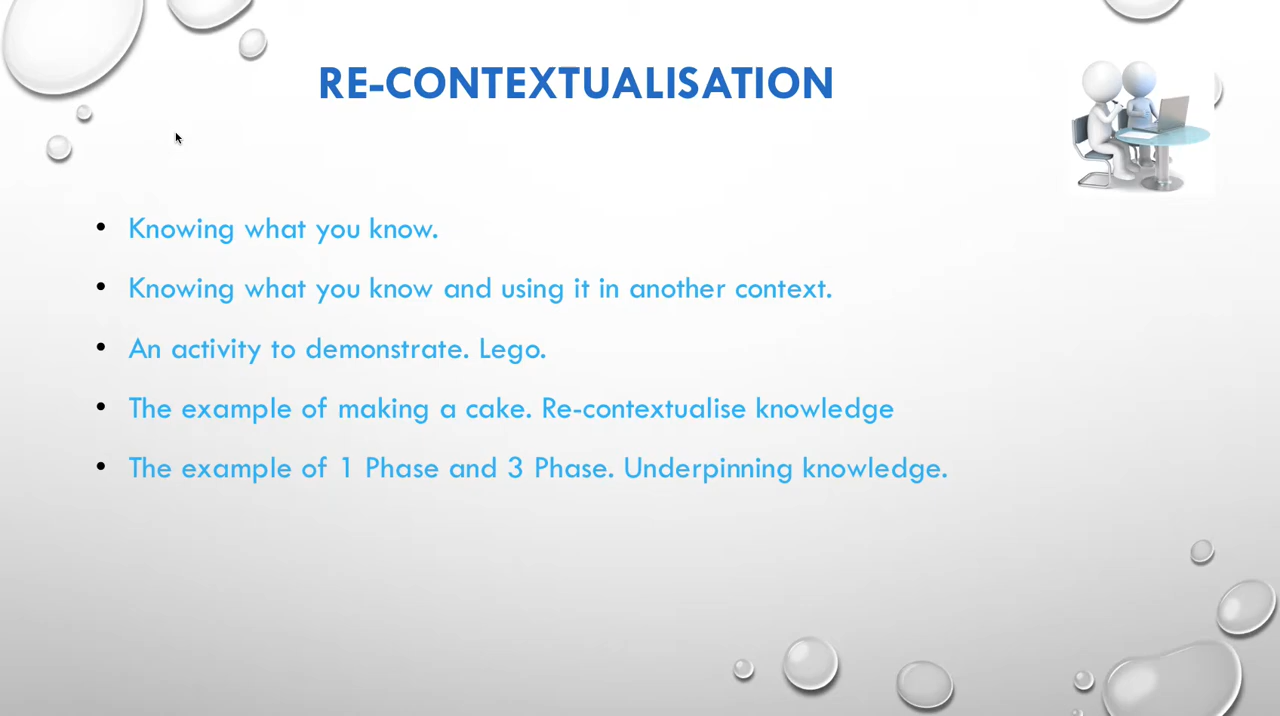 RE-CONTEXTUALISATION
• Knowing what you know.
• Knowing what you know and using it in another context.
• An activity to demonstrate. Lego.
• The example of making a cake. Re-contextualise knowledge
• The example of 1 Phase and 3 Phase. Underpinning knowledge.